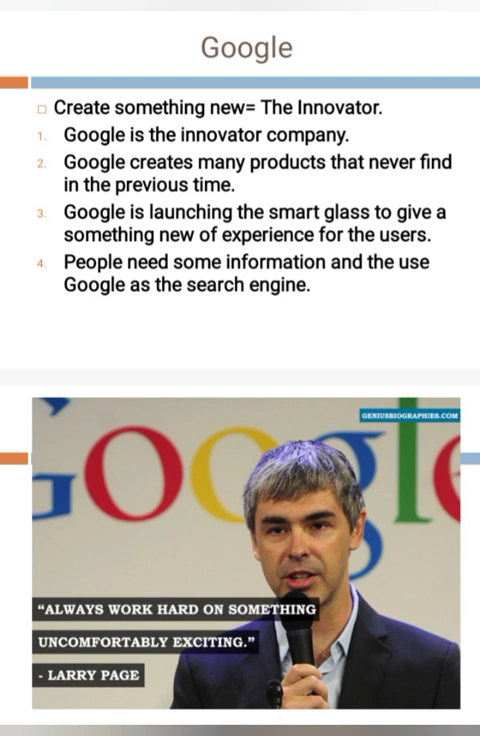 Google
Create something new= The Innovator.
1. Google is the innovator company.
2. Google creates many products that never find
in the previous time.
3. Google is launching the smart glass to give a
something new of experience for the users.
4. People need some information and the use
Google as the search engine.
GENIUSBIOGRAPHIES.COM
Google
“ALWAYS WORK HARD ON SOMETHING
UNCOMFORTABLY EXCITING.”
- LARRY PAGE